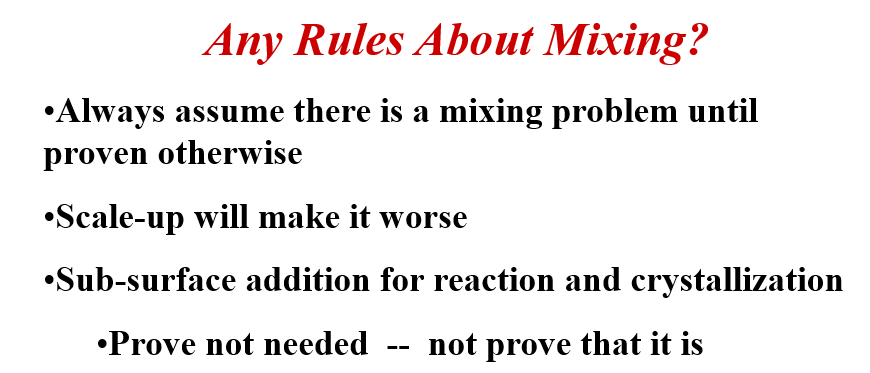 Any Rules About Mixing?
•Always assume there is a mixing problem until
proven otherwise
•Scale-up will make it worse
•Sub-surface addition for reaction and crystallization
•Prove not needed -- not prove that it is